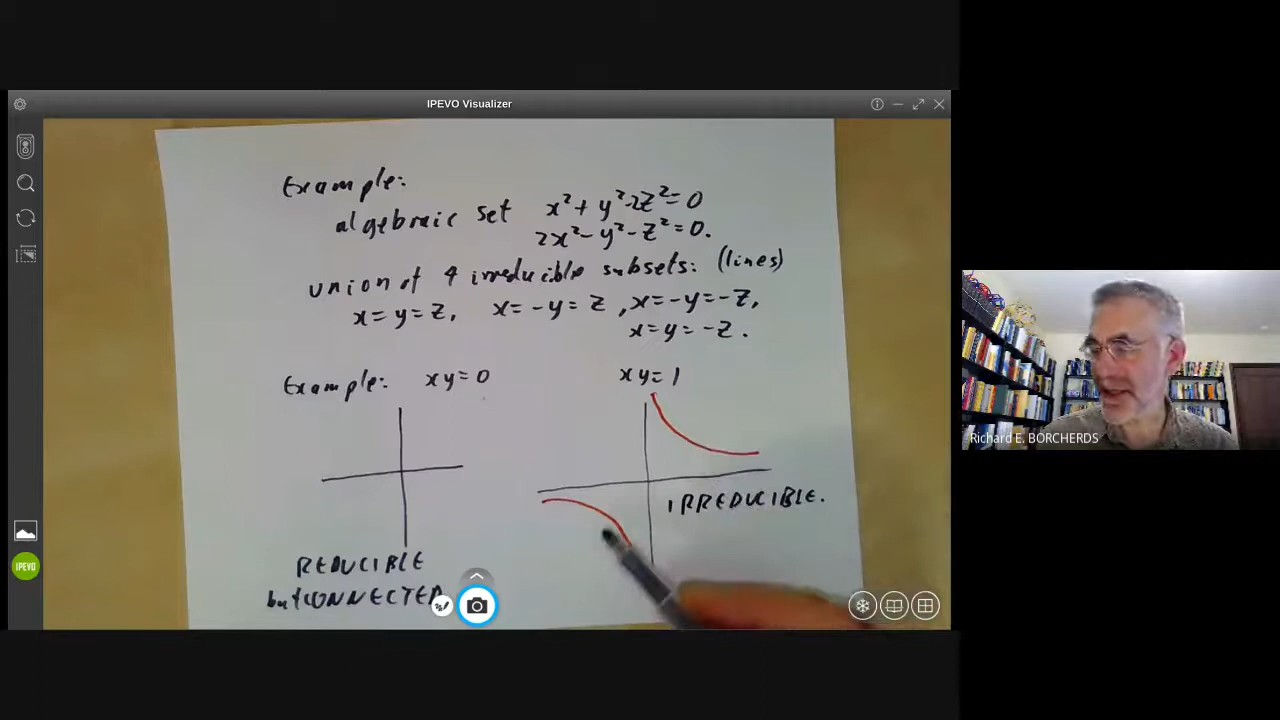 IPEVO Visualizer
Example:
algebraic set x²+y²-2z²=0
2x²-y²-z²=0.
union of 4 irreducible subsets: (lines)
x=y=z, x=-y=z, x=-y=-z,
x=y=-z.
Example: xy=0 xy=1
IRREDUCIBLE.
REDUCIBLE
but CONNECTED
IPEVO
Richard E. BORCHERDS